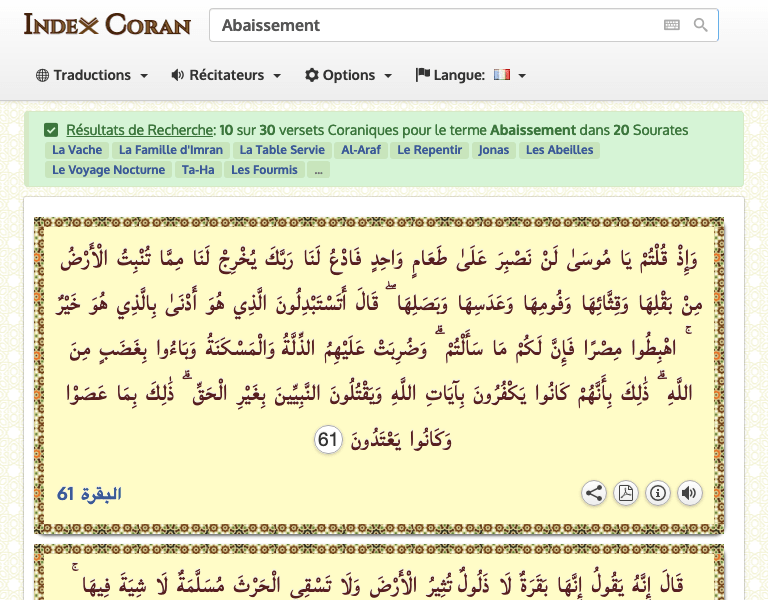 INDEX CORAN
Abaissement
Traductions
Récitateurs
Options
Langue:
Résultats de Recherche: 10 sur 30 versets Coraniques pour le terme Abaissement dans 20 Sourates
La Vache La Famille d'Imran La Table Servie Al-Araf Le Repentir Jonas Les Abeilles
Le Voyage Nocturne Ta-Ha Les Fourmis ...
وَإِذْ قُلْتُمْ يَا مُوسَىٰ لَنْ نَصْبِرَ عَلَىٰ طَعَامٍ وَاحِدٍ فَادْعُ لَنَا رَبَّكَ يُخْرِجْ لَنَا مِمَّا تُنْبِتُ الْأَرْضُ
مِنْ بَقْلِهَا وَقِثَّائِهَا وَفُومِهَا وَعَدَسِهَا وَبَصَلِهَا ۖ قَالَ أَتَسْتَبْدِلُونَ الَّذِي هُوَ أَدْنَىٰ بِالَّذِي هُوَ خَيْرٌ
ۚ اهْبِطُوا مِصْرًا فَإِنَّ لَكُمْ مَا سَأَلْتُمْ ۗ وَضُرِبَتْ عَلَيْهِمُ الذِّلَّةُ وَالْمَسْكَنَةُ وَبَاءُوا بِغَضَبٍ مِنَ
اللَّهِ ۗ ذَٰلِكَ بِأَنَّهُمْ كَانُوا يَكْفُرُونَ بِآيَاتِ اللَّهِ وَيَقْتُلُونَ النَّبِيِّينَ بِغَيْرِ الْحَقِّ ۗ ذَٰلِكَ بِمَا عَصَوْا
وَكَانُوا يَعْتَدُونَ 61
البقرة 61
قَالَ إِنَّهُ يَقُولُ إِنَّهَا بَقَرَةٌ لَا ذَلُولٌ تُثِيرُ الْأَرْضَ وَلَا تَسْقِي الْحَرْثَ مُسَلَّمَةٌ لَا شِيَةَ فِيهَا ۚ